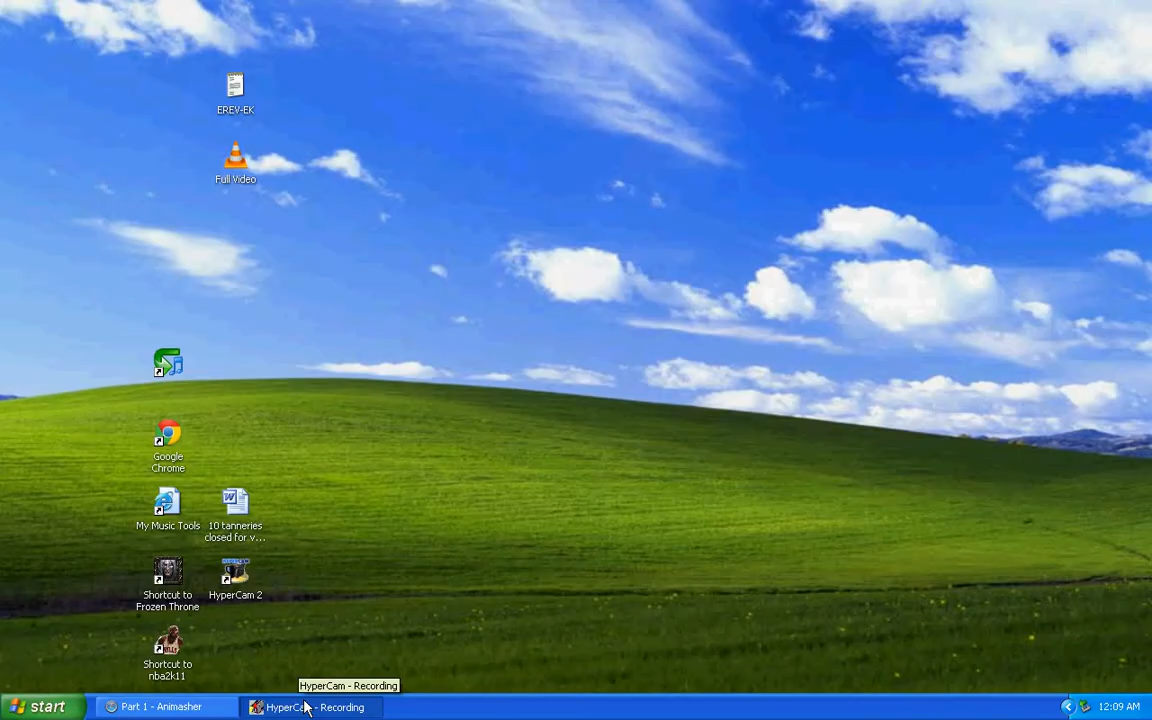 EREV-EK
Full Video
Google
Chrome
My Music Tools
10 tanneries
closed for v...
Shortcut to
Frozen Throne
HyperCam 2
Shortcut to
nba2k11
HyperCam - Recording
start
Part 1 - Animasher
HyperCam - Recording
12:09 AM